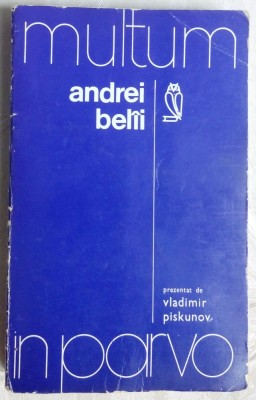 multum
andrei
belîi
prezentat de
vladimir
piskunov
in parvo